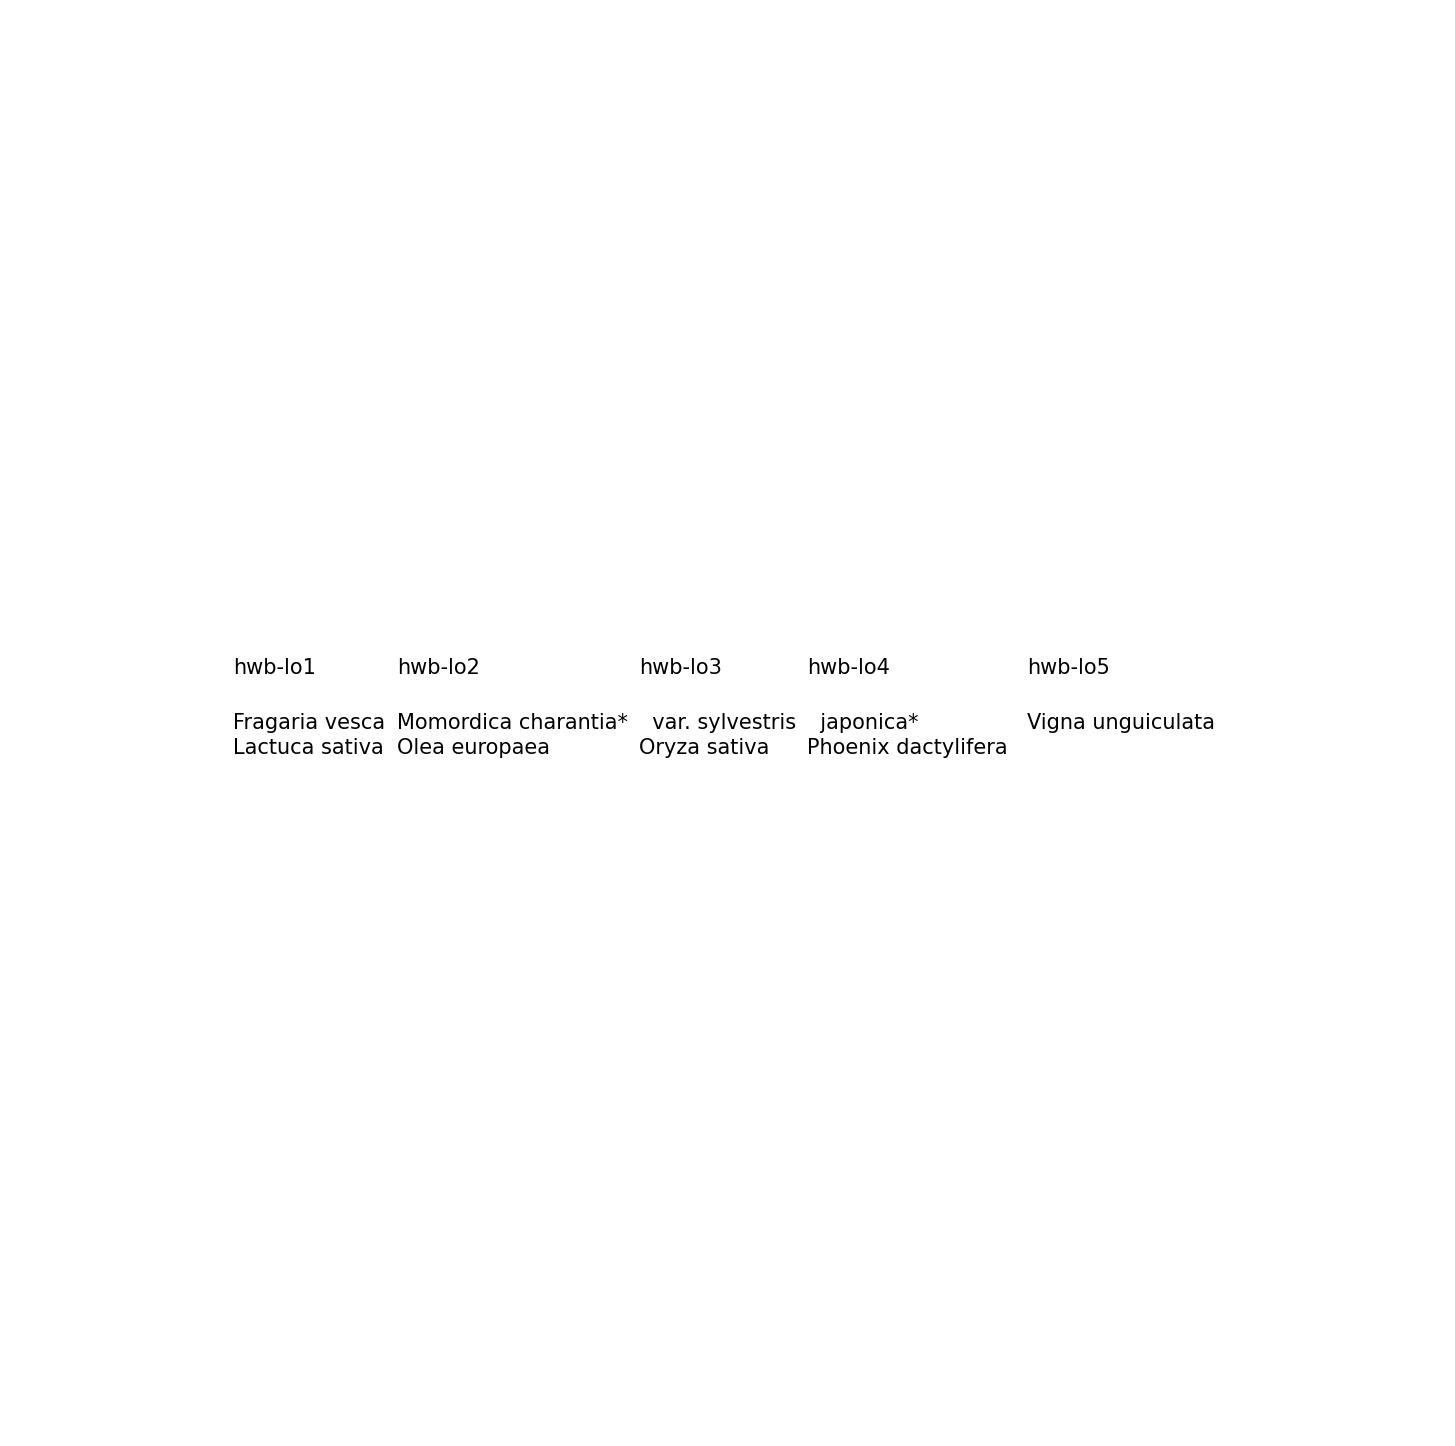 hwb-lo1
Fragaria vesca
Lactuca sativa
hwb-lo2
Momordica charantia*
Olea europaea
hwb-lo3
var. sylvestris
Oryza sativa
hwb-lo4
japonica*
Phoenix dactylifera
hwb-lo5
Vigna unguiculata